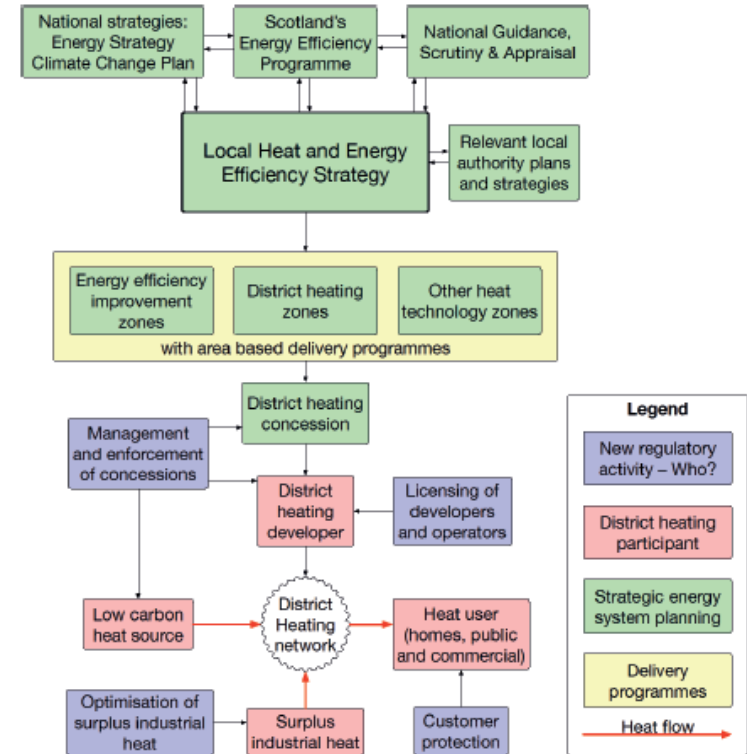 National strategies:
Energy Strategy
Climate Change Plan
Scotland's
Energy Efficiency
Programme
National Guidance,
Scrutiny & Appraisal
Local Heat and Energy
Efficiency Strategy
Relevant local
authority plans
and strategies
Energy efficiency
improvement
zones
District heating
zones
Other heat
technology zones
with area based delivery programmes
District heating
concession
Management
and enforcement
of concessions
District
heating
developer
Licensing of
developers
and operators
Low carbon
heat source
District
Heating
network
Heat user
(homes, public
and commercial)
Optimisation of
surplus industrial
heat
Surplus
industrial heat
Customer
protection
Legend
New regulatory
activity – Who?
District heating
participant
Strategic energy
system planning
Delivery
programmes
Heat flow